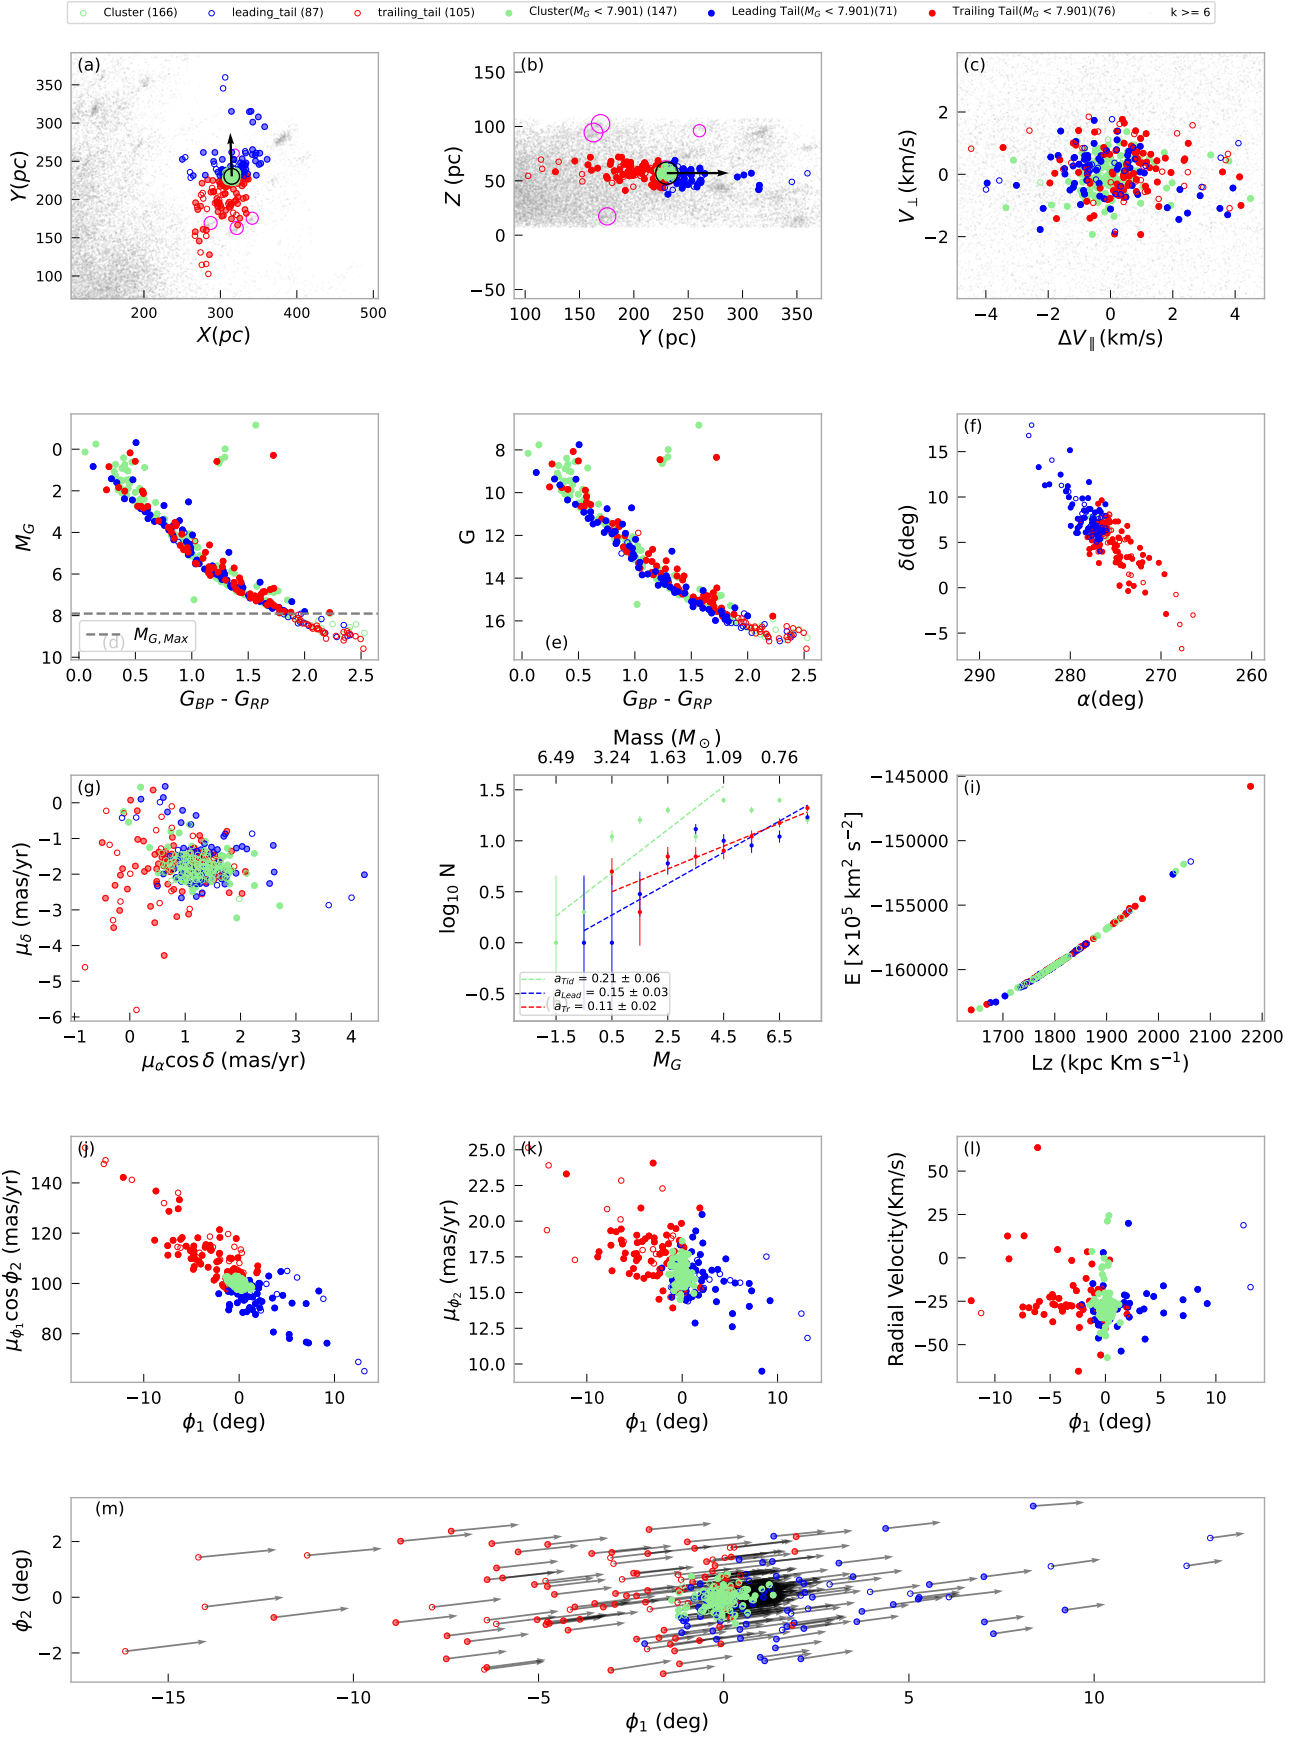 Cluster (166) leading_tail (87) trailing_tail (105) Cluster(M_G < 7.901) (147) Leading Tail(M_G < 7.901)(71) Trailing Tail(M_G < 7.901)(76) k >= 6
(a)
Y(pc)
350
300
250
200
150
100
200 300 400 500
X(pc)
(b)
Z (pc)
150
100
50
0
−50
100 150 200 250 300 350
Y (pc)
(c)
V⊥(km/s)
2
0
−2
−4 −2 0 2 4
ΔV∥(km/s)
M_G
0
2
4
6
8
10
M_G,Max
(d)
0.0 0.5 1.0 1.5 2.0 2.5
G_BP - G_RP
G
8
10
12
14
16
(e)
0.0 0.5 1.0 1.5 2.0 2.5
G_BP - G_RP
(f)
δ(deg)
15
10
5
0
−5
290 280 270 260
α(deg)
(g)
μ_δ (mas/yr)
0
−1
−2
−3
−4
−5
−6
−1 0 1 2 3 4
μ_α cos δ (mas/yr)
Mass (M_⊙)
6.49 3.24 1.63 1.09 0.76
log₁₀ N
1.5
1.0
0.5
0.0
−0.5
a_Tid = 0.21 ± 0.06
a_Lead = 0.15 ± 0.03
a_Tr = 0.11 ± 0.02
−1.5 0.5 2.5 4.5 6.5
M_G
(i)
E [×10⁵ km² s⁻²]
−145000
−150000
−155000
−160000
1700 1800 1900 2000 2100 2200
Lz (kpc Km s⁻¹)
(j)
μ_ϕ₁ cos ϕ₂ (mas/yr)
140
120
100
80
−10 0 10
ϕ₁ (deg)
(k)
μ_ϕ₂ (mas/yr)
25.0
22.5
20.0
17.5
15.0
12.5
10.0
−10 0 10
ϕ₁ (deg)
(l)
Radial Velocity(Km/s)
50
25
0
−25
−50
−10 −5 0 5 10
ϕ₁ (deg)
(m)
ϕ₂ (deg)
2
0
−2
−15 −10 −5 0 5 10
ϕ₁ (deg)